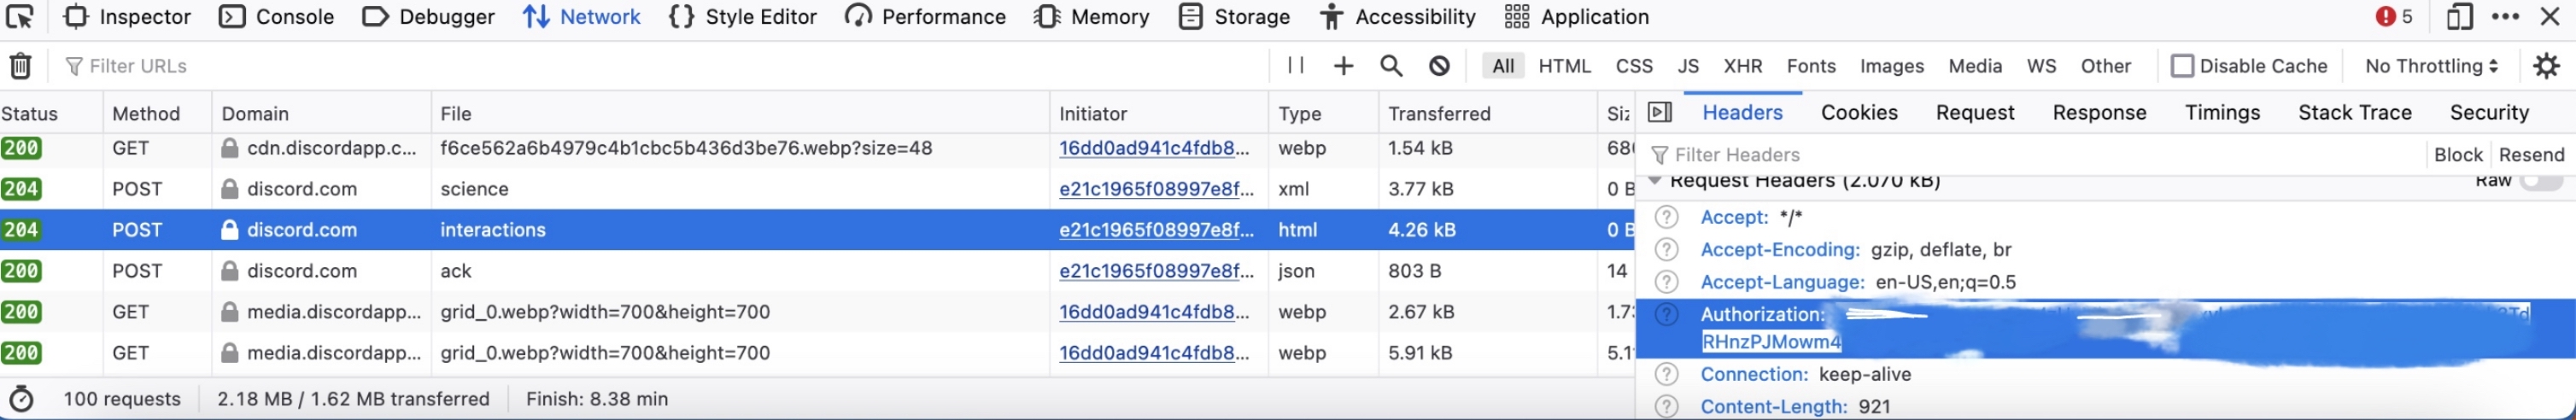 Inspector Console Debugger Network Style Editor Performance Memory Storage Accessibility Application 5
Filter URLs All HTML CSS JS XHR Fonts Images Media WS Other Disable Cache No Throttling
Status Method Domain File Initiator Type Transferred
200 GET cdn.discordapp.c... f6ce562a6b4979c4b1cbc5b436d3be76.webp?size=48 16dd0ad941c4fdb8... webp 1.54 kB
204 POST discord.com science e21c1965f08997e8f... xml 3.77 kB 0 B
204 POST discord.com interactions e21c1965f08997e8f... html 4.26 kB 0 B
200 POST discord.com ack e21c1965f08997e8f... json 803 B 14
200 GET media.discordapp... grid_0.webp?width=700&height=700 16dd0ad941c4fdb8... webp 2.67 kB
200 GET media.discordapp... grid_0.webp?width=700&height=700 16dd0ad941c4fdb8... webp 5.91 kB
100 requests 2.18 MB / 1.62 MB transferred Finish: 8.38 min
Headers Cookies Request Response Timings Stack Trace Security
Filter Headers Block Resend
Request Headers (2.070 kB) Raw
Accept: */*
Accept-Encoding: gzip, deflate, br
Accept-Language: en-US,en;q=0.5
Authorization:
RHnzPJMowm4
Connection: keep-alive
Content-Length: 921